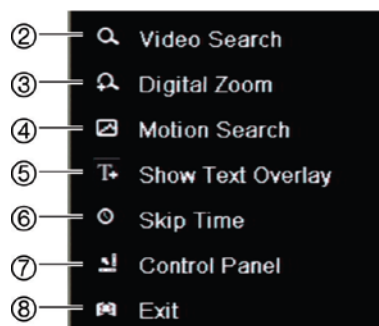 ② Video Search
③ Digital Zoom
④ Motion Search
⑤ T+ Show Text Overlay
⑥ Skip Time
⑦ Control Panel
⑧ Exit